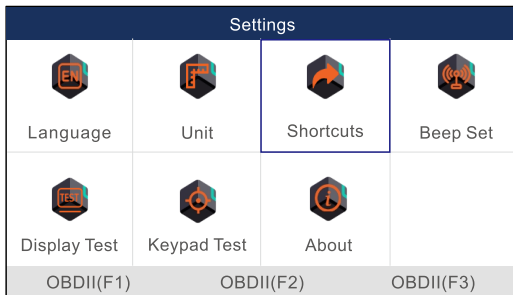 Settings
EN
Language Unit Shortcuts Beep Set
TEST
i
Display Test Keypad Test About
OBDII(F1) OBDII(F2) OBDII(F3)